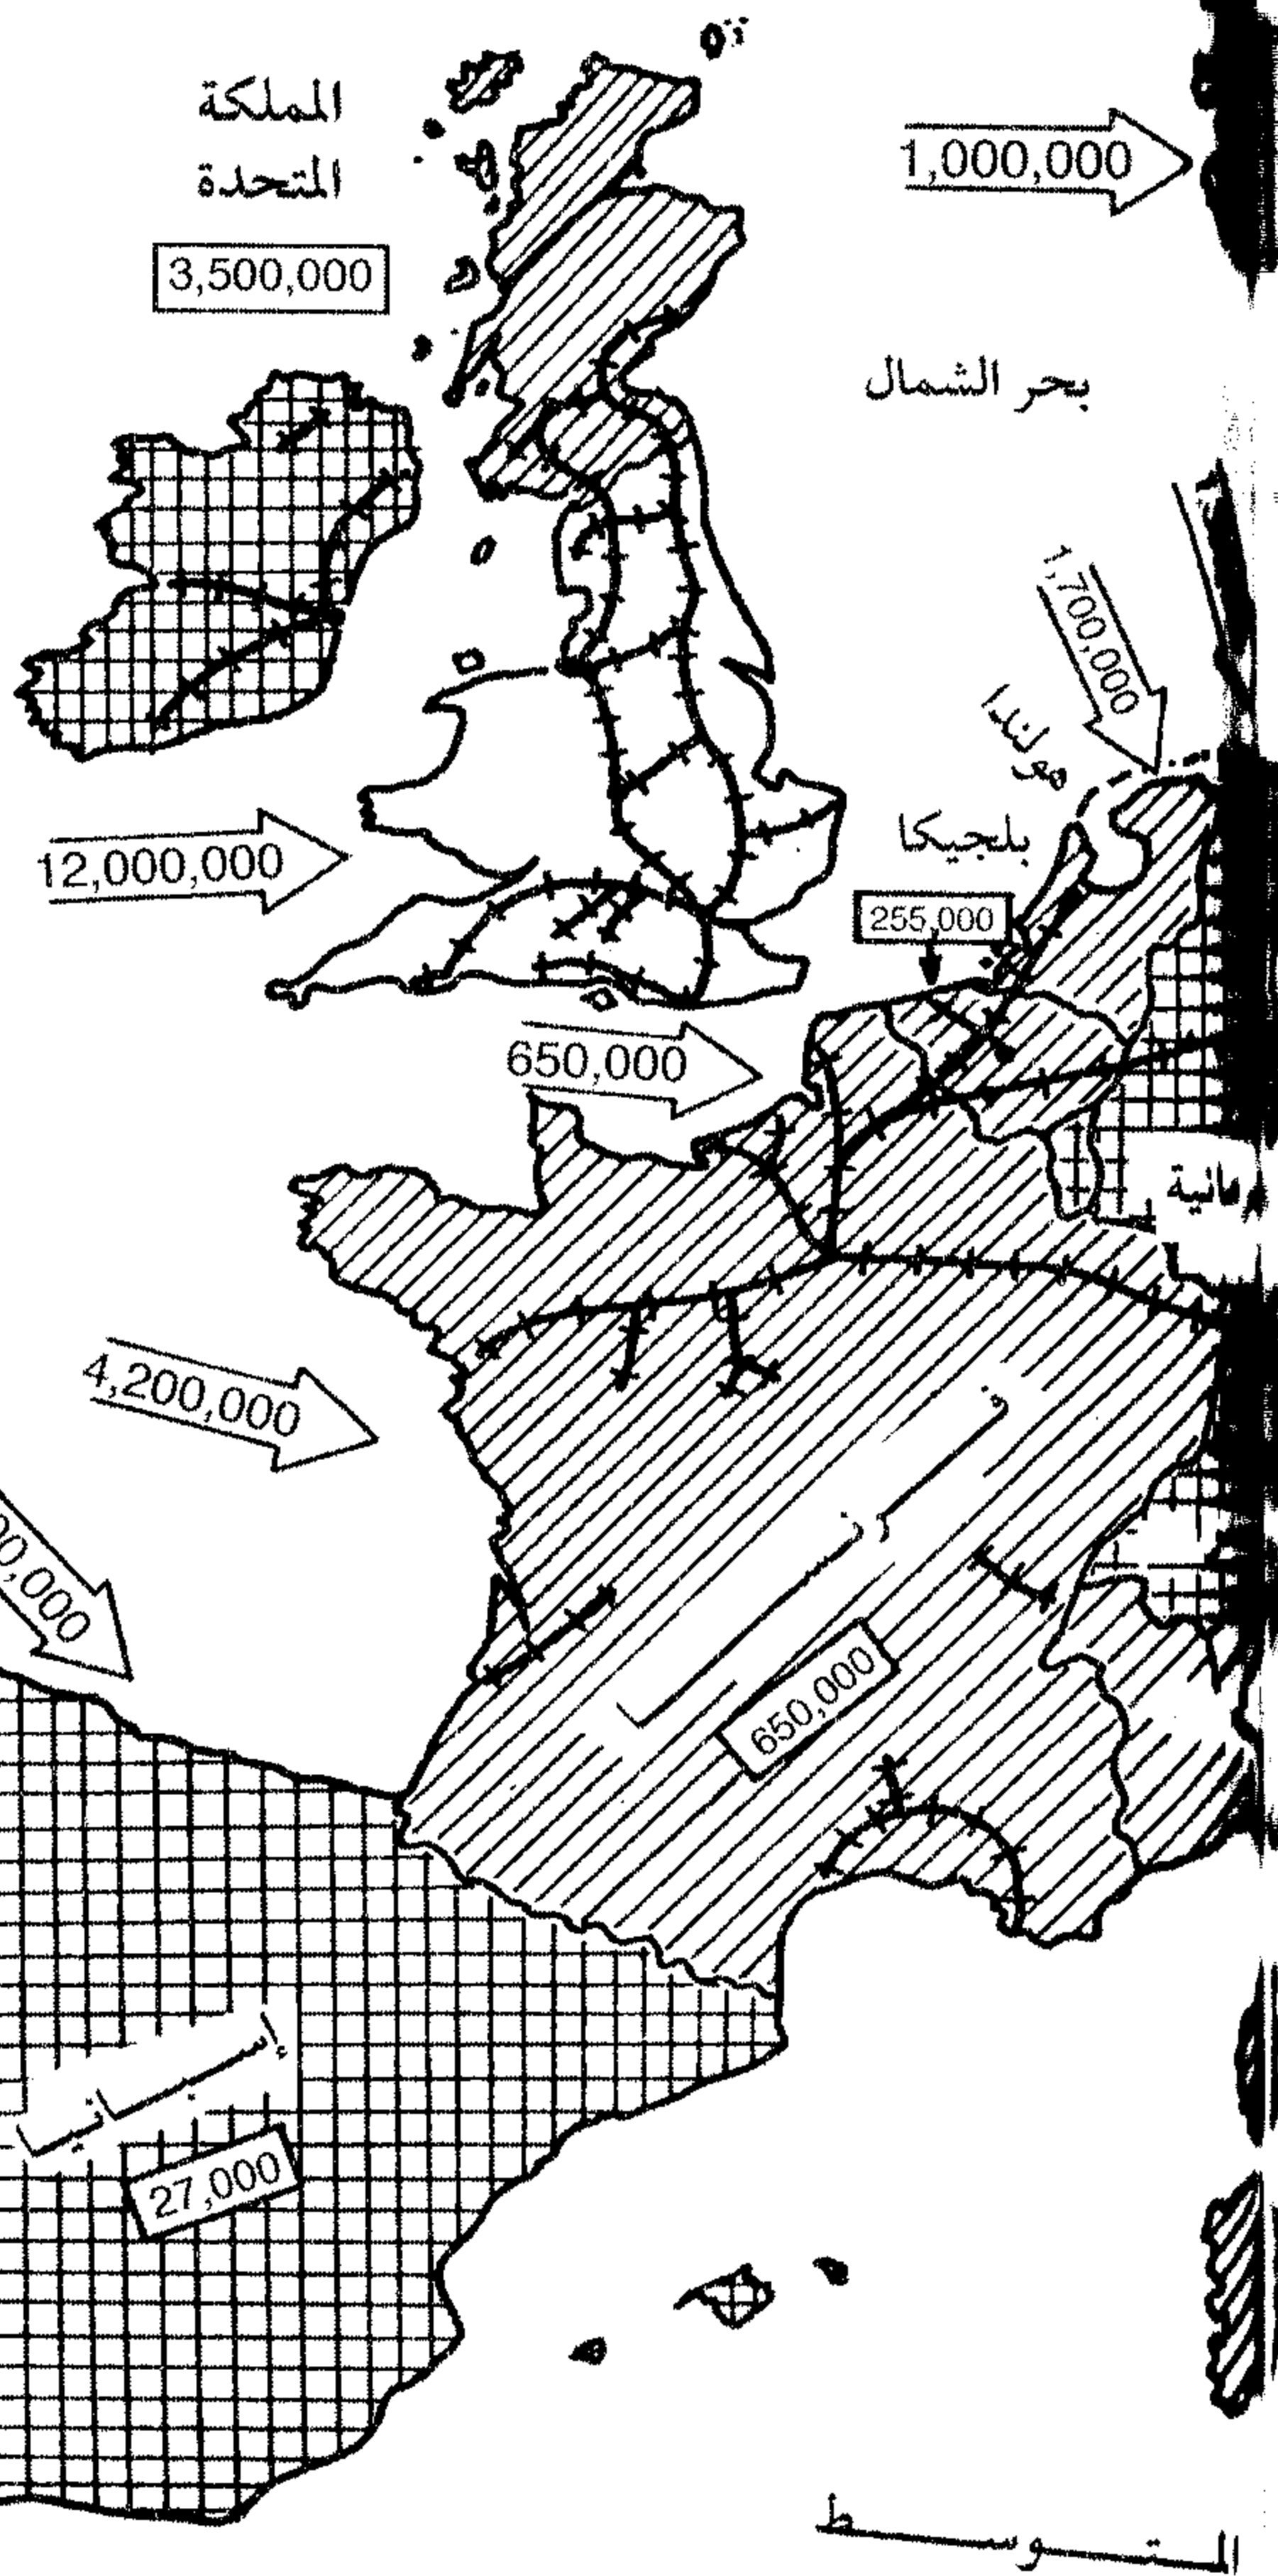 المملكة
المتحدة
3,500,000
1,000,000
بحر الشمال
1,700,000
هولندا
بلجيكا
255,000
12,000,000
650,000
4,200,000
فرنسا
650,000
إسبانيا
27,000
المتوسط